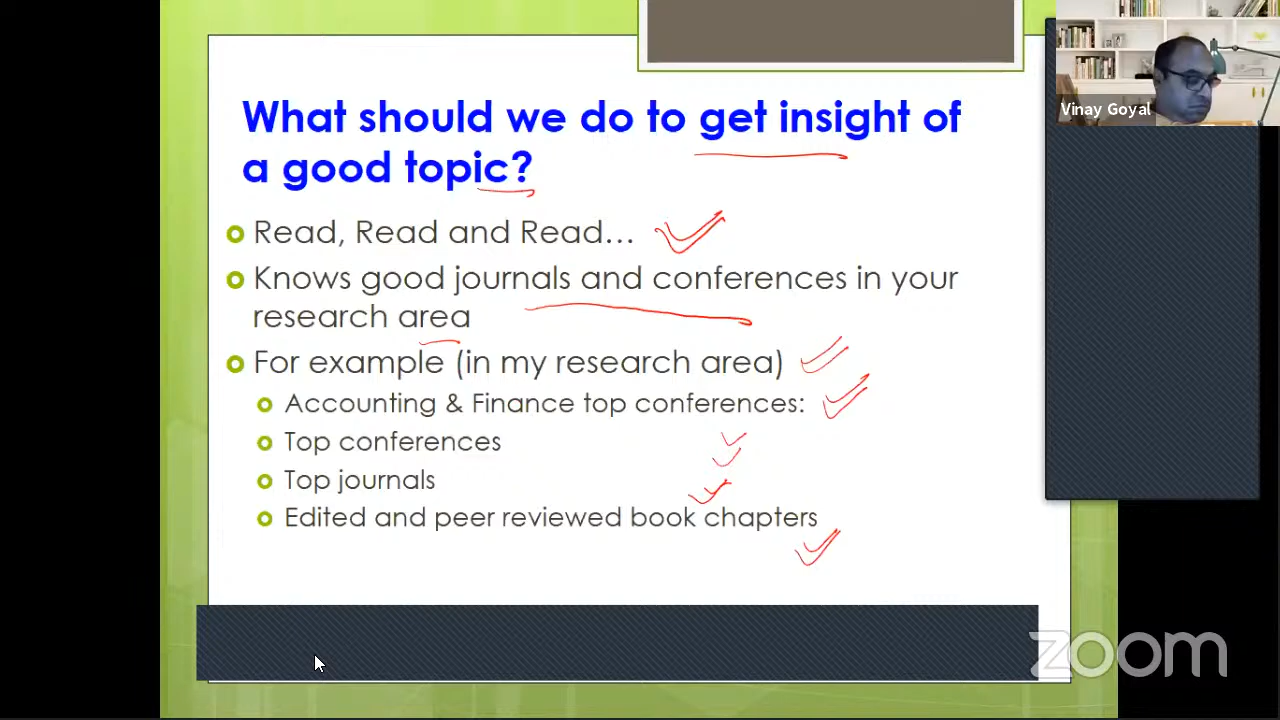 Vinay Goyal
What should we do to get insight of
a good topic?
Read, Read and Read...
Knows good journals and conferences in your
research area
For example (in my research area)
Accounting & Finance top conferences:
Top conferences
Top journals
Edited and peer reviewed book chapters
zoom